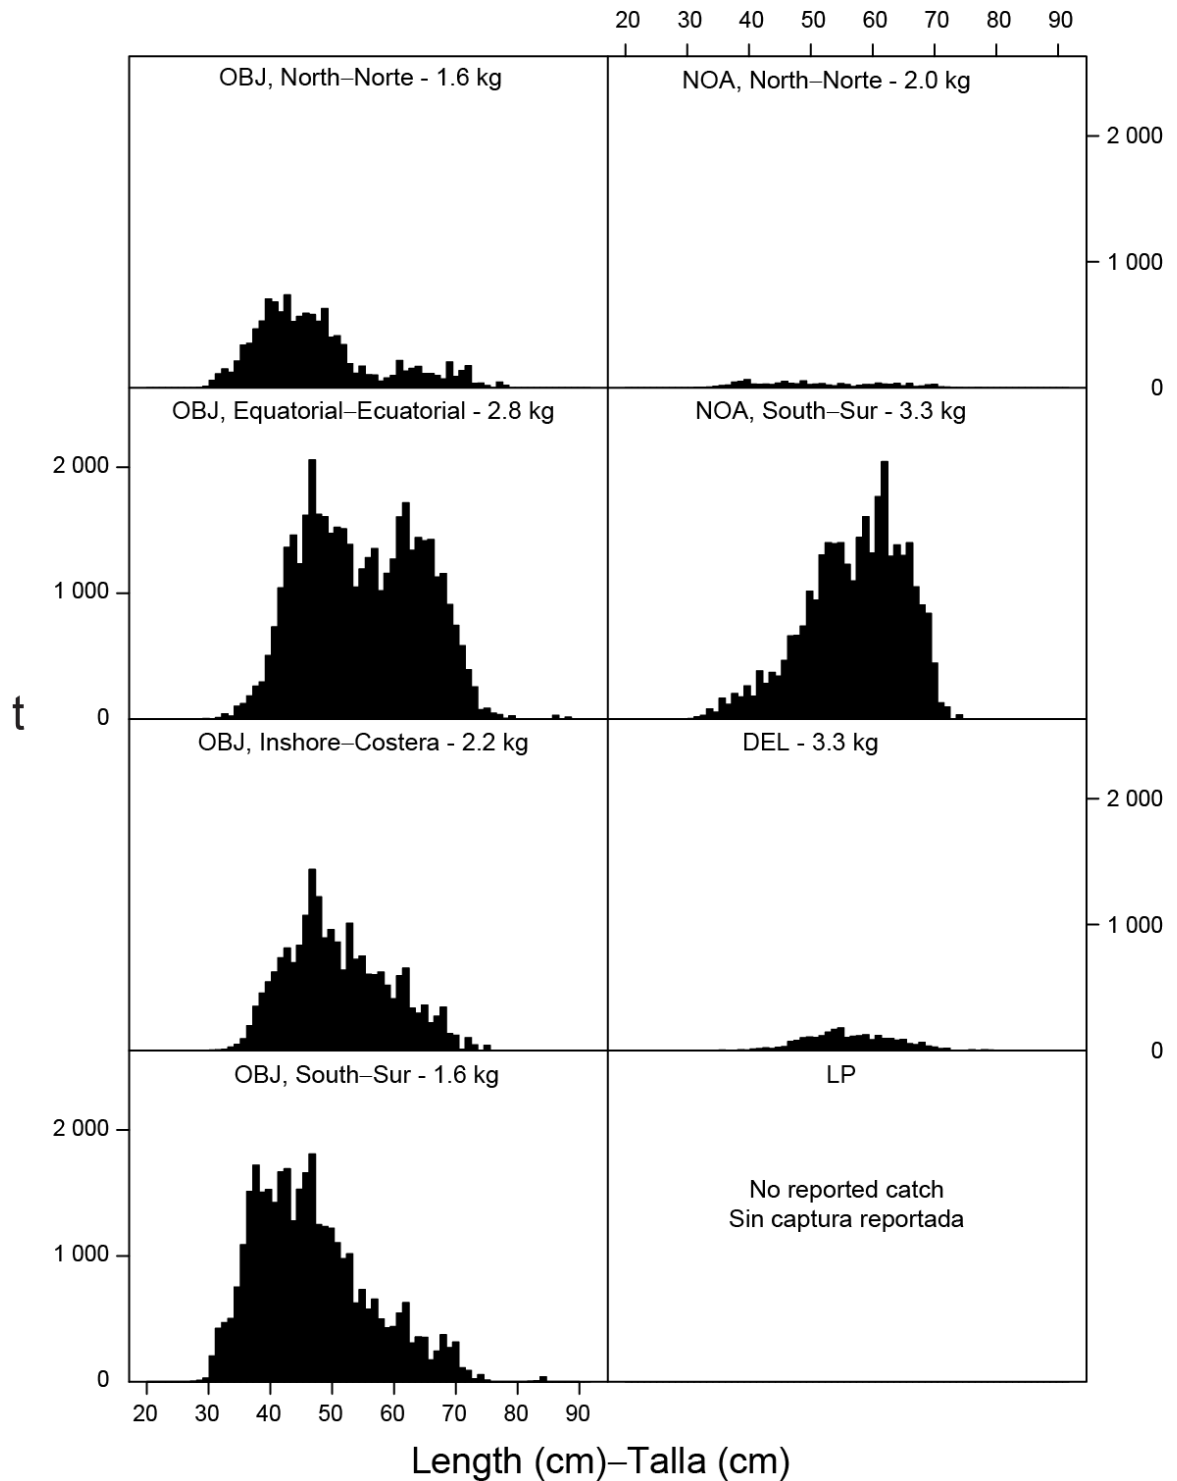 20 30 40 50 60 70 80 90
OBJ, North–Norte - 1.6 kg
NOA, North–Norte - 2.0 kg
2 000
1 000
0
OBJ, Equatorial–Ecuatorial - 2.8 kg
NOA, South–Sur - 3.3 kg
2 000
1 000
0
t
OBJ, Inshore–Costera - 2.2 kg
DEL - 3.3 kg
2 000
1 000
0
OBJ, South–Sur - 1.6 kg
LP
2 000
No reported catch
Sin captura reportada
1 000
0
20 30 40 50 60 70 80 90
Length (cm)–Talla (cm)